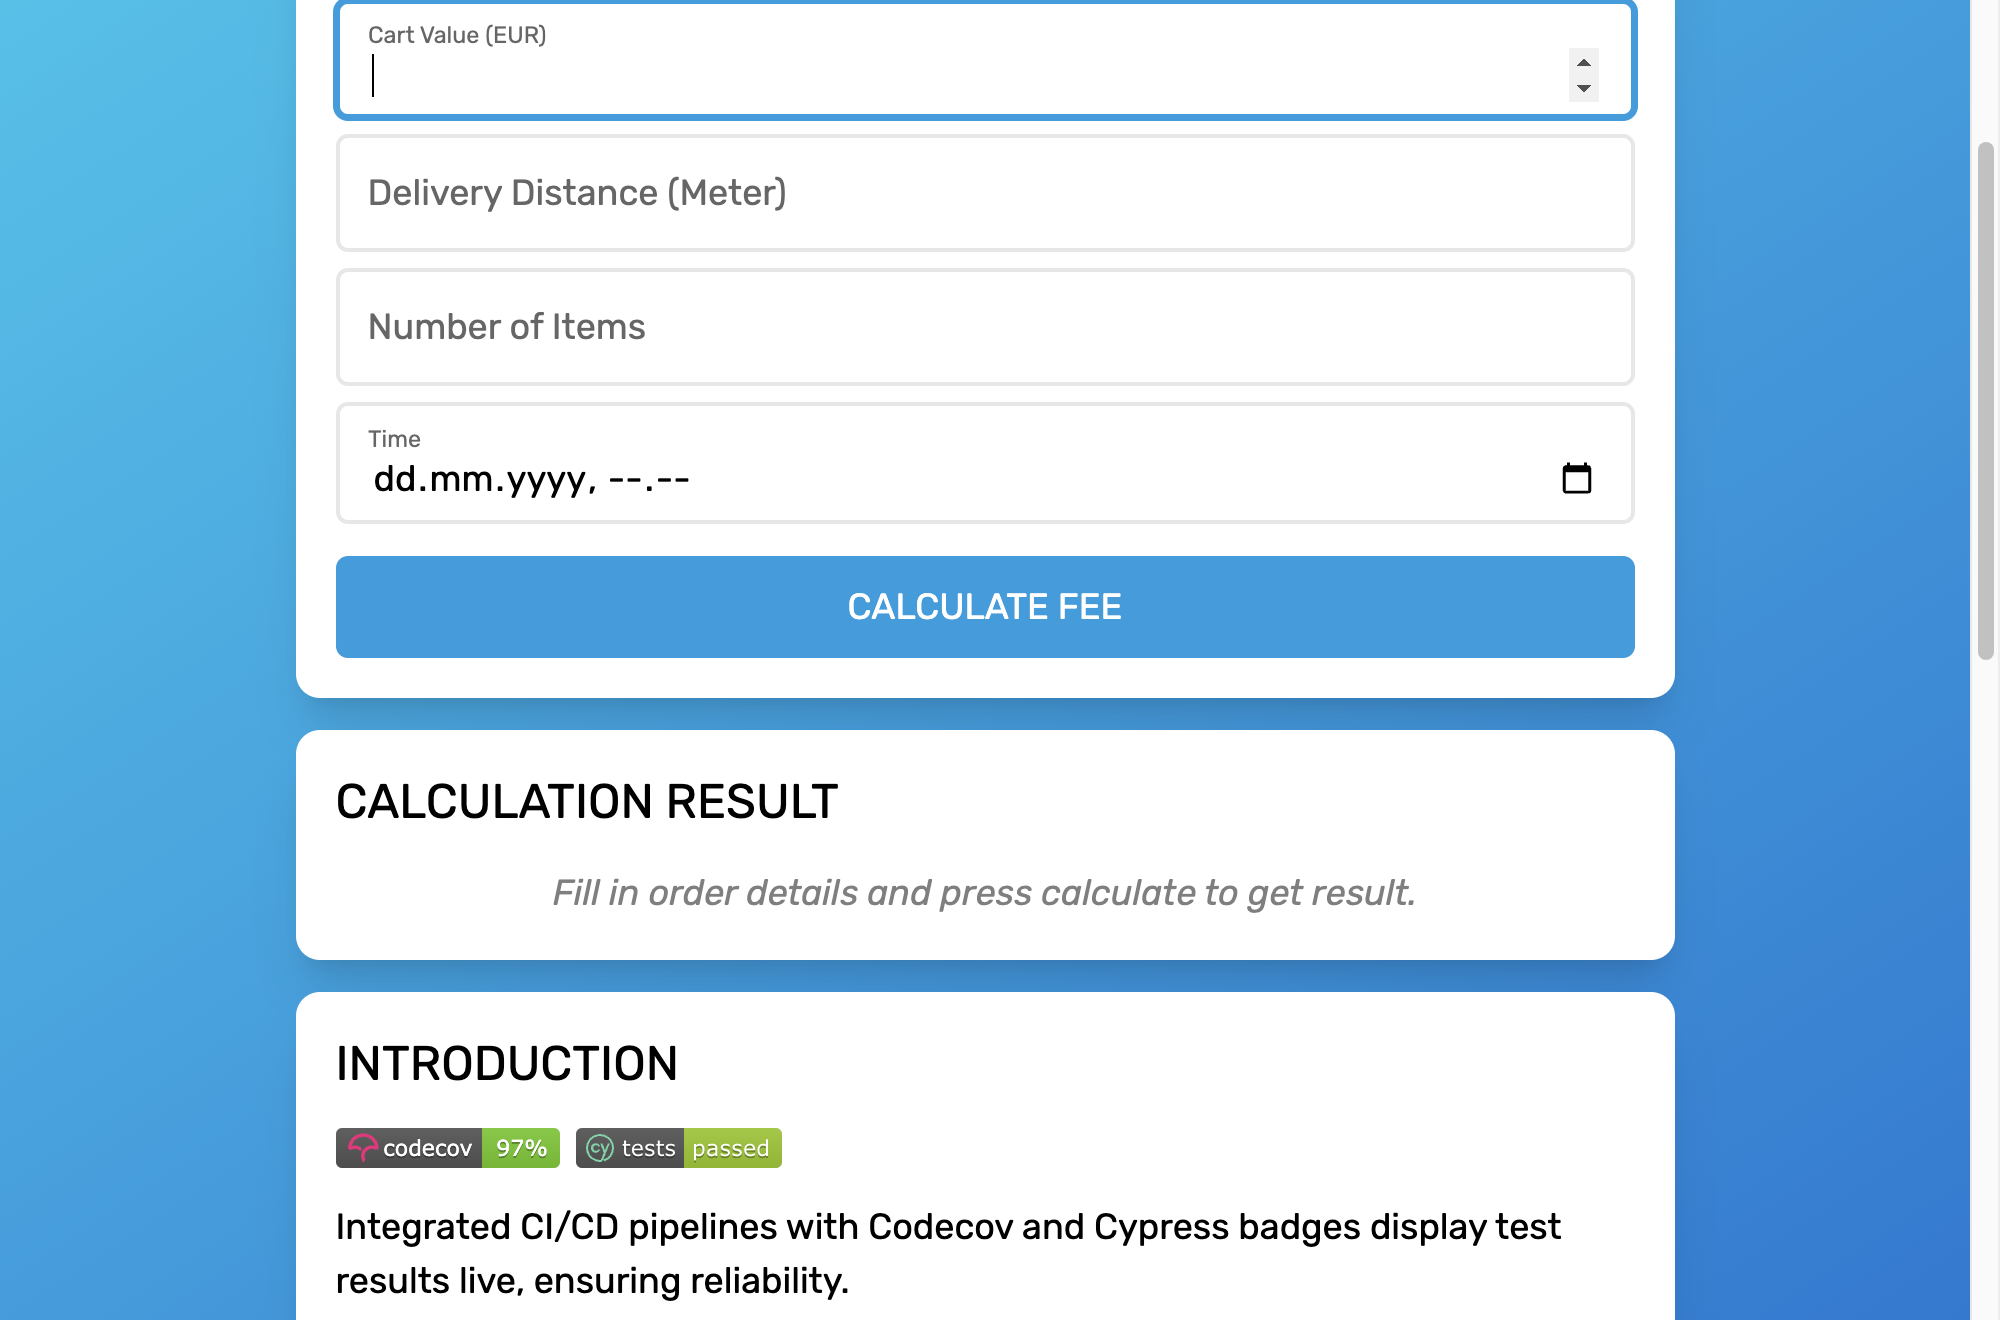 Cart Value (EUR)
Delivery Distance (Meter)
Number of Items
Time
dd.mm.yyyy, --.--
CALCULATE FEE
CALCULATION RESULT
Fill in order details and press calculate to get result.
INTRODUCTION
codecov 97% cy tests passed
Integrated CI/CD pipelines with Codecov and Cypress badges display test
results live, ensuring reliability.